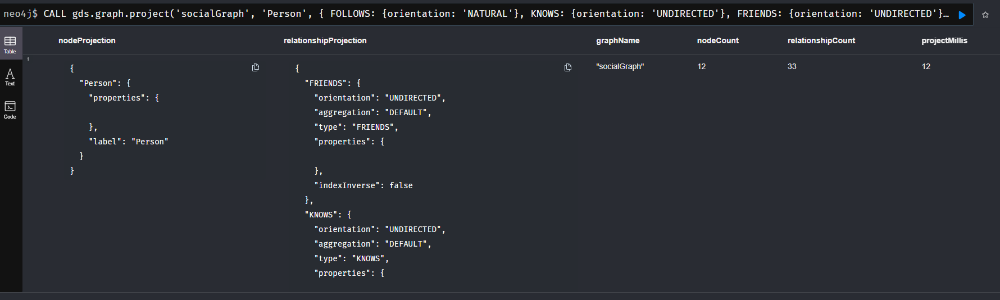 neo4j$ CALL gds.graph.project('socialGraph', 'Person', { FOLLOWS: {orientation: 'NATURAL'}, KNOWS: {orientation: 'UNDIRECTED'}, FRIENDS: {orientation: 'UNDIRECTED'}…
Table
Text
Code
nodeProjection relationshipProjection graphName nodeCount relationshipCount projectMillis
1
{
"Person": {
"properties": {
},
"label": "Person"
}
}
{
"FRIENDS": {
"orientation": "UNDIRECTED",
"aggregation": "DEFAULT",
"type": "FRIENDS",
"properties": {
},
"indexInverse": false
},
"KNOWS": {
"orientation": "UNDIRECTED",
"aggregation": "DEFAULT",
"type": "KNOWS",
"properties": {
"socialGraph" 12 33 12